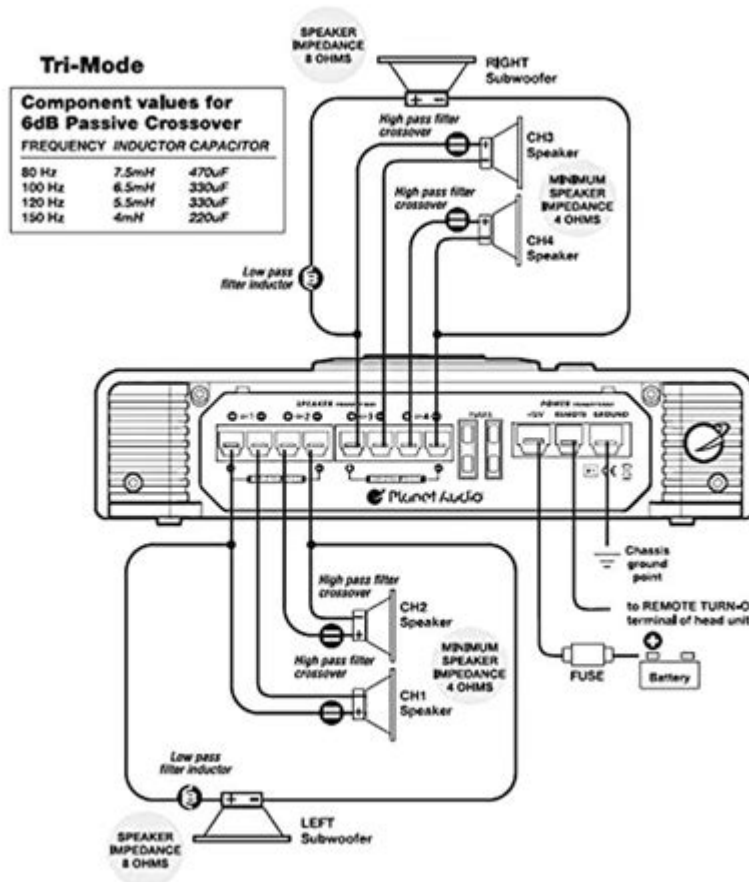 SPEAKER
IMPEDANCE
8 OHMS
RIGHT
Subwoofer
Tri-Mode
Component values for
6dB Passive Crossover
FREQUENCY INDUCTOR CAPACITOR
80 Hz 7.5mH 470uF
100 Hz 6.5mH 330uF
120 Hz 5.5mH 330uF
150 Hz 4mH 220uF
High pass filter
crossover
CH3
Speaker
High pass filter
crossover
MINIMUM
SPEAKER
IMPEDANCE
4 OHMS
CH4
Speaker
Low pass
filter inductor
SPEAKER
POWER
+12V REMOTE GROUND
Planet Audio
Chassis
ground
point
High pass filter
crossover
CH2
Speaker
to REMOTE TURN-O
terminal of head unit
High pass filter
crossover
MINIMUM
SPEAKER
IMPEDANCE
4 OHMS
FUSE
Battery
CH1
Speaker
Low pass
filter inductor
LEFT
Subwoofer
SPEAKER
IMPEDANCE
8 OHMS